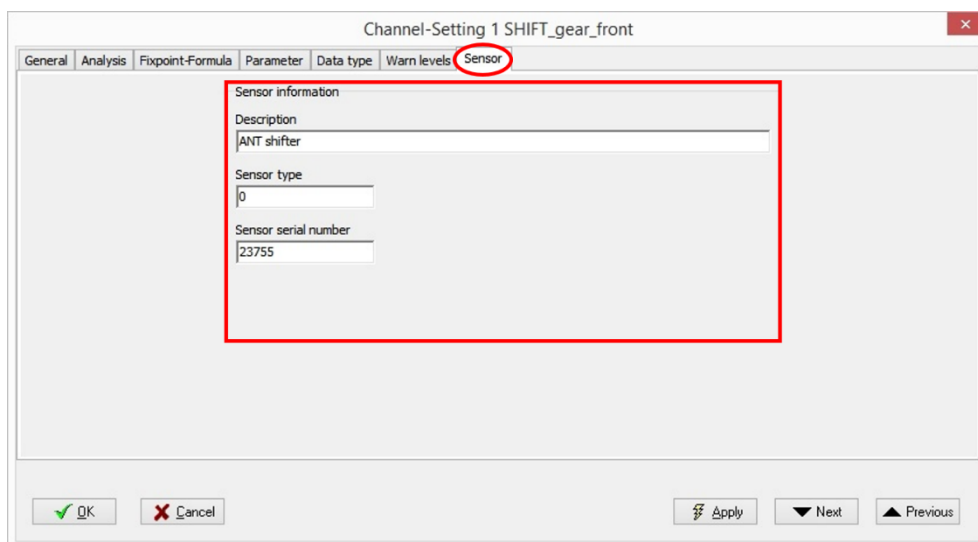 Channel-Setting 1 SHIFT_gear_front
General Analysis Fixpoint-Formula Parameter Data type Warn levels Sensor
Sensor information
Description
ANT shifter
Sensor type
0
Sensor serial number
23755
OK Cancel Apply Next Previous